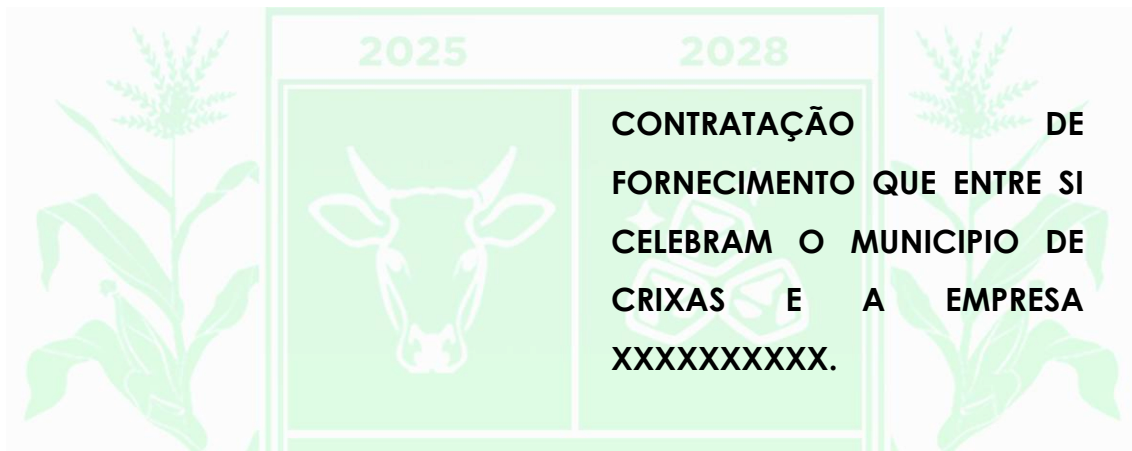 2025 2028
CONTRATAÇÃO DE
FORNECIMENTO QUE ENTRE SI
CELEBRAM O MUNICIPIO DE
CRIXAS E A EMPRESA
XXXXXXXXXX.